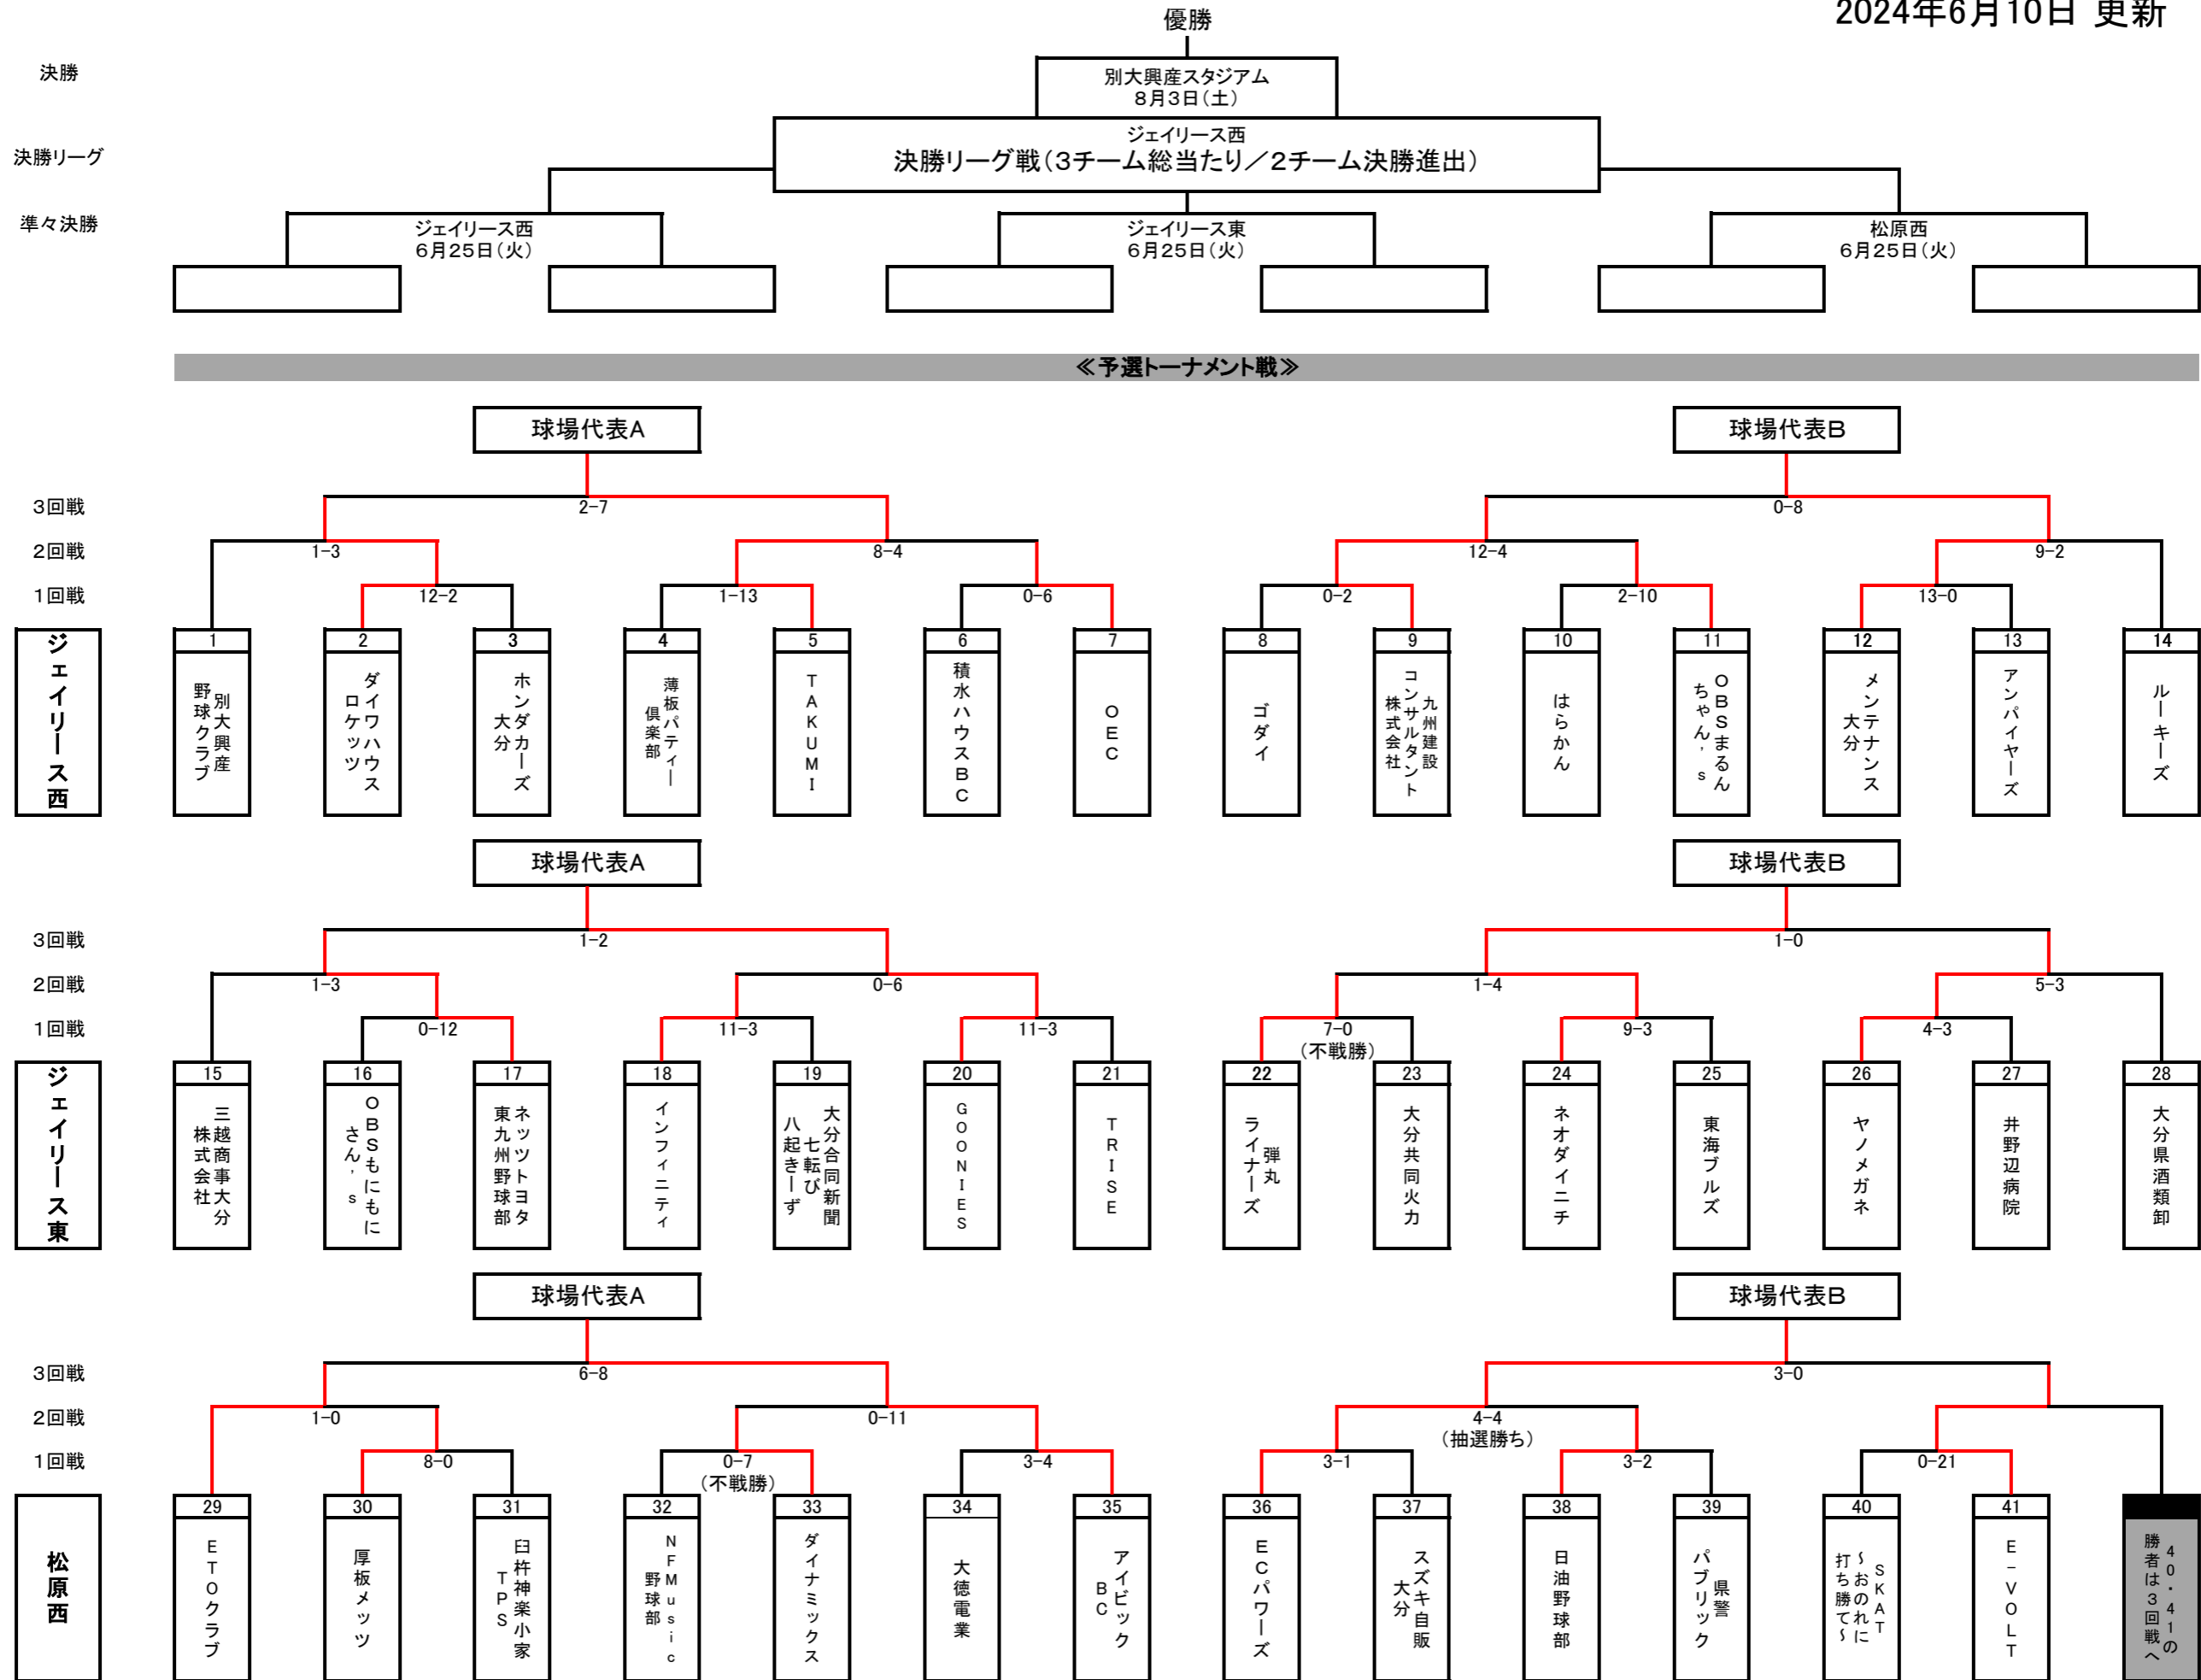 2024年6月10日 更新
優勝
決勝
別大興産スタジアム
8月3日(土)
決勝リーグ
ジェイリース西
決勝リーグ戦(3チーム総当たり/2チーム決勝進出)
準々決勝
ジェイリース西
6月25日(火)
ジェイリース東
6月25日(火)
松原西
6月25日(火)
≪予選トーナメント戦≫
球場代表A
球場代表B
3回戦
2-7
0-8
2回戦
1-3
8-4
12-4
9-2
1回戦
12-2
1-13
0-6
0-2
2-10
13-0
ジェイリース西
1
別大興産
野球クラブ
2
ダイワハウス
ロケッツ
3
ホンダカーズ
大分
4
薄板パティー
倶楽部
5
TAKUMI
6
積水ハウスBC
7
OEC
8
ゴダイ
9
九州建設
コンサルタント
株式会社
10
はらかん
11
OBSまるん
ちゃん's
12
メンテナンス
大分
13
アンパイヤーズ
14
ルーキーズ
球場代表A
球場代表B
3回戦
1-2
1-0
2回戦
1-3
0-6
1-4
5-3
1回戦
0-12
11-3
11-3
7-0
(不戦勝)
9-3
4-3
ジェイリース東
15
三越商事大分
株式会社
16
OBSもにもに
さん's
17
ネッツトヨタ
東九州野球部
18
インフィニティ
19
大分合同新聞
七転び
八起きーず
20
GOONIES
21
TRISE
22
弾丸
ライナーズ
23
大分共同火力
24
ネオダイニチ
25
東海ブルズ
26
ヤノメガネ
27
井野辺病院
28
大分県酒類卸
球場代表A
球場代表B
3回戦
6-8
3-0
2回戦
1-0
0-11
4-4
(抽選勝ち)
1回戦
8-0
0-7
(不戦勝)
3-4
3-1
3-2
0-21
松原西
29
ETOクラブ
30
厚板メッツ
31
臼杵神楽小家
TPS
32
NFMusic
野球部
33
ダイナミックス
34
大徳電業
35
アイビック
BC
36
ECパワーズ
37
スズキ自販
大分
38
日油野球部
39
県警
パブリック
40
SKAT
~おのれに
打ち勝て~
41
E-VOLT
40・41の
勝者は3回戦へ